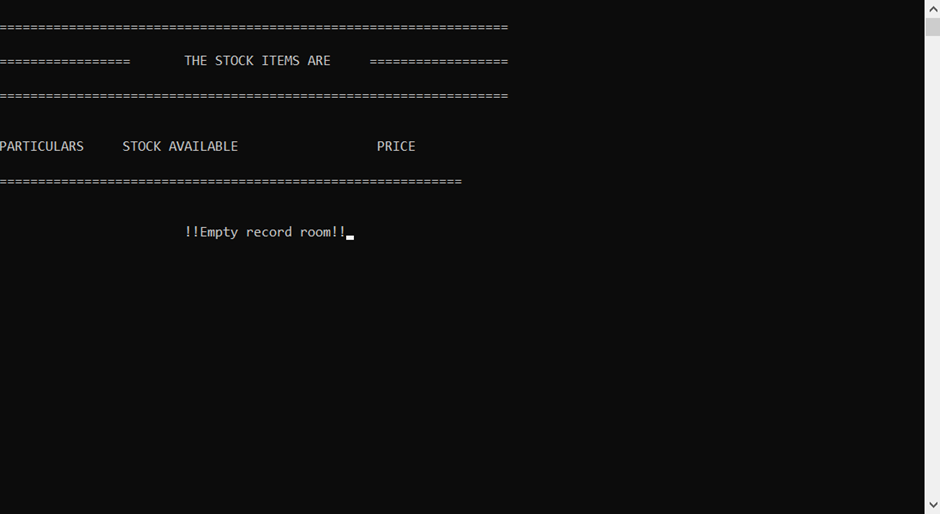 ==================================================================
=================       THE STOCK ITEMS ARE     ==================
==================================================================
PARTICULARS     STOCK AVAILABLE                  PRICE
============================================================
!!Empty record room!!